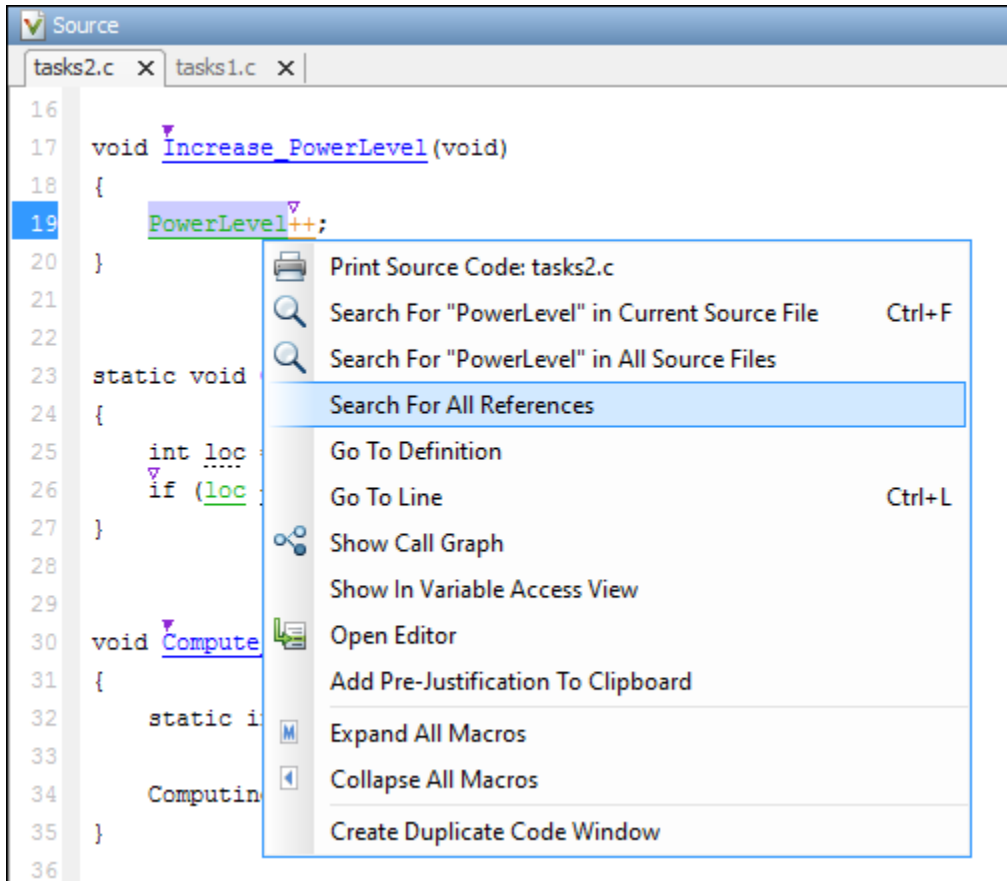 Source
tasks2.c tasks1.c
16
17 void Increase_PowerLevel(void)
18 {
19 PowerLevel++;
20 }
Print Source Code: tasks2.c
21
Search For "PowerLevel" in Current Source File Ctrl+F
22
Search For "PowerLevel" in All Source Files
23 static void
Search For All References
24 {
25 int loc
Go To Definition
26 if (loc
Go To Line Ctrl+L
27 }
28
Show Call Graph
29
Show In Variable Access View
30 void Compute_
Open Editor
31 {
Add Pre-Justification To Clipboard
32 static i
M Expand All Macros
33
34 Computin
Collapse All Macros
35 }
Create Duplicate Code Window
36